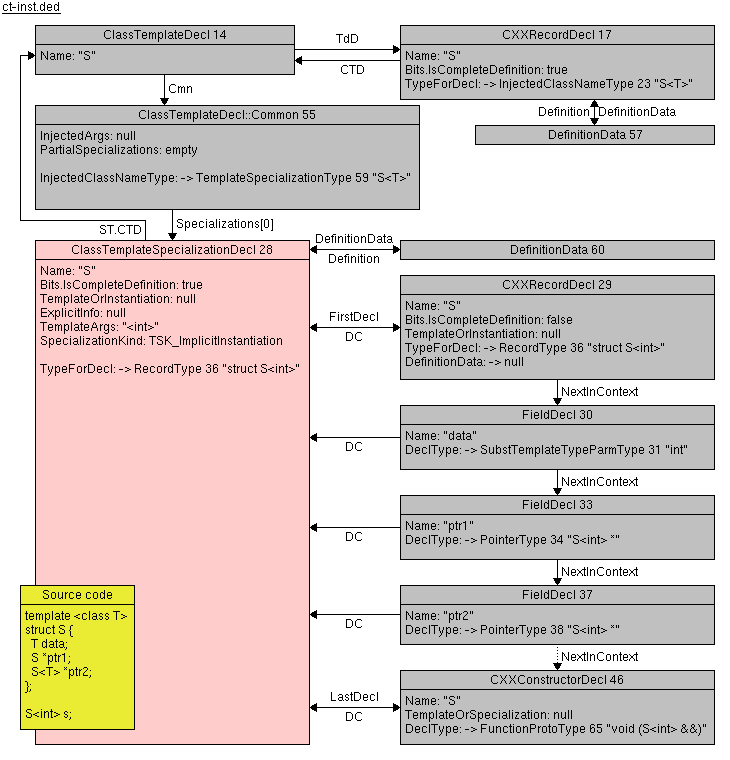 ct-inst.ded
ClassTemplateDecl 14
Name: "S"
TdD
CTD
CXXRecordDecl 17
Name: "S"
Bits.IsCompleteDefinition: true
TypeForDecl: -> InjectedClassNameType 23 "S<T>"
Cmn
Definition
DefinitionData
ClassTemplateDecl::Common 55
InjectedArgs: null
PartialSpecializations: empty
InjectedClassNameType: -> TemplateSpecializationType 59 "S<T>"
DefinitionData 57
ST.CTD
Specializations[0]
ClassTemplateSpecializationDecl 28
Name: "S"
Bits.IsCompleteDefinition: true
TemplateOrInstantiation: null
ExplicitInfo: null
TemplateArgs: "<int>"
SpecializationKind: TSK_ImplicitInstantiation
TypeForDecl: -> RecordType 36 "struct S<int>"
DefinitionData
Definition
DefinitionData 60
FirstDecl
DC
CXXRecordDecl 29
Name: "S"
Bits.IsCompleteDefinition: false
TemplateOrInstantiation: null
TypeForDecl: -> RecordType 36 "struct S<int>"
DefinitionData: -> null
NextInContext
DC
FieldDecl 30
Name: "data"
DeclType: -> SubstTemplateTypeParmType 31 "int"
NextInContext
DC
FieldDecl 33
Name: "ptr1"
DeclType: -> PointerType 34 "S<int> *"
NextInContext
DC
FieldDecl 37
Name: "ptr2"
DeclType: -> PointerType 38 "S<int> *"
NextInContext
LastDecl
DC
CXXConstructorDecl 46
Name: "S"
TemplateOrSpecialization: null
DeclType: -> FunctionProtoType 65 "void (S<int> &&)"
Source code
template <class T>
struct S {
T data;
S *ptr1;
S<T> *ptr2;
};
S<int> s;